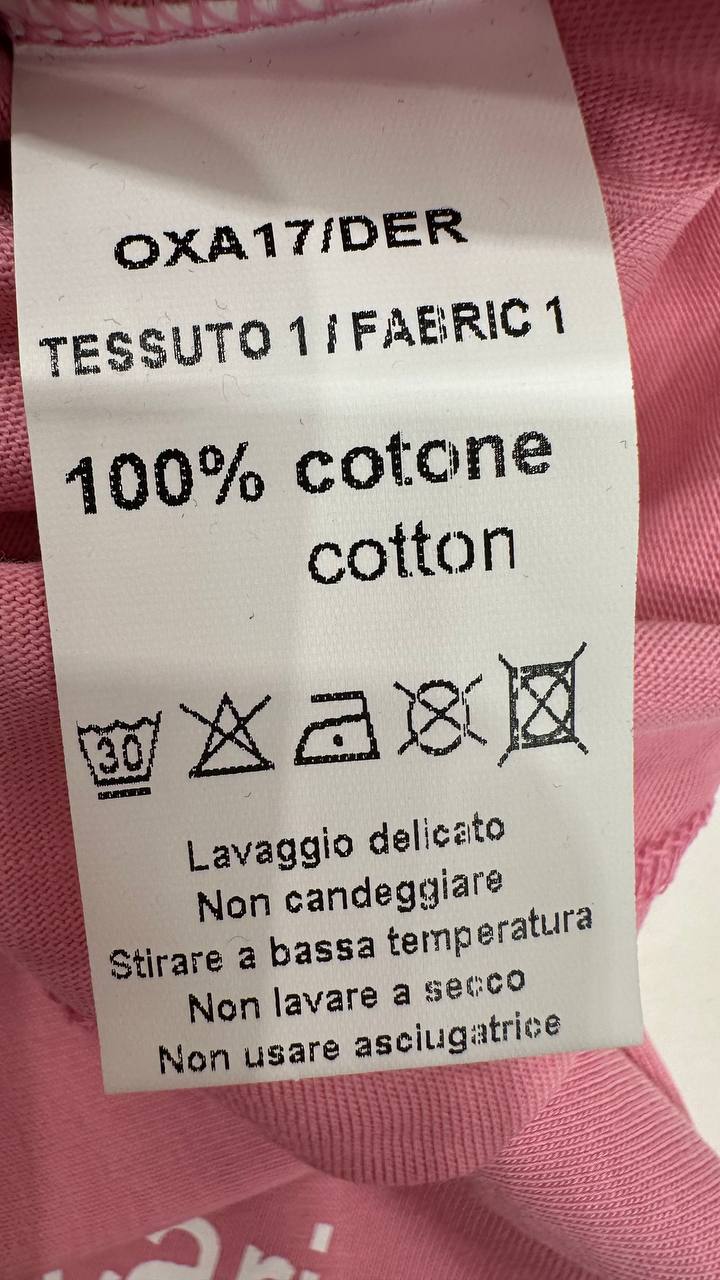 OXA17/DER
TESSUTO 1 / FABRIC 1
100% cotone
cotton
30
Lavaggio delicato
Non candeggiare
Stirare a bassa temperatura
Non lavare a secco
Non usare asciugatrice